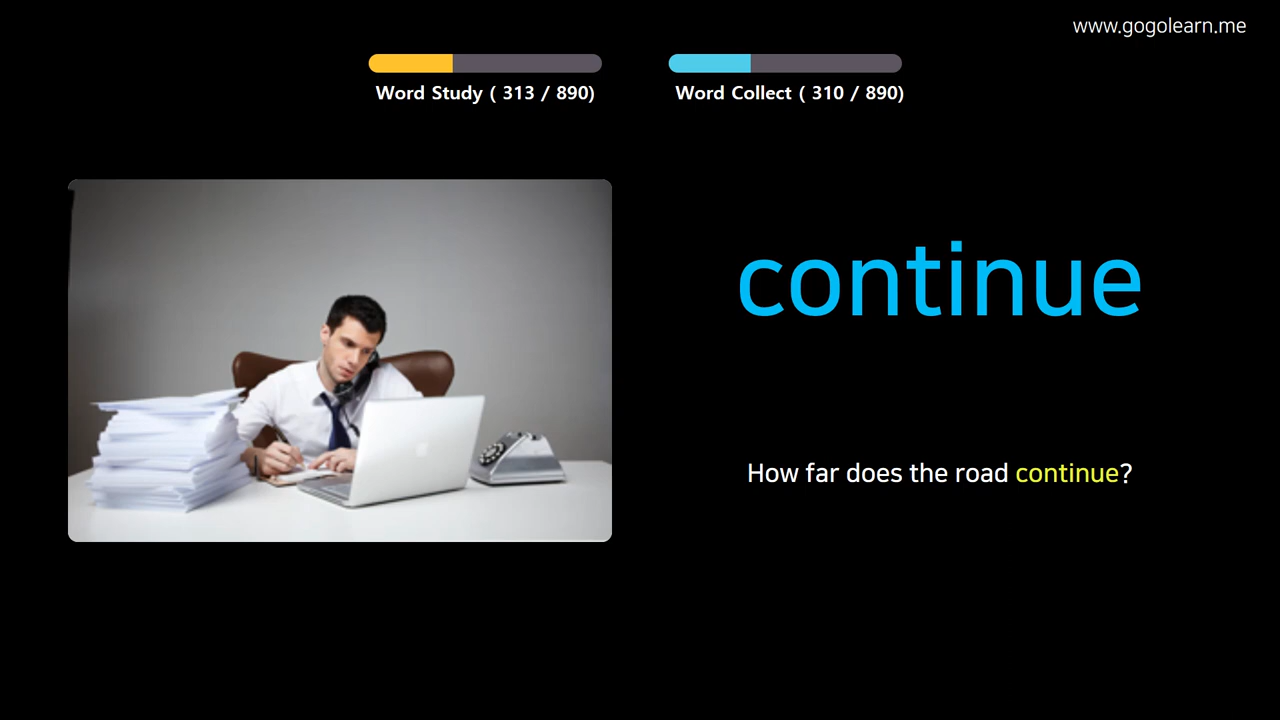 www.gogolearn.me
Word Study ( 313 / 890)
Word Collect ( 310 / 890)
continue
How far does the road continue?